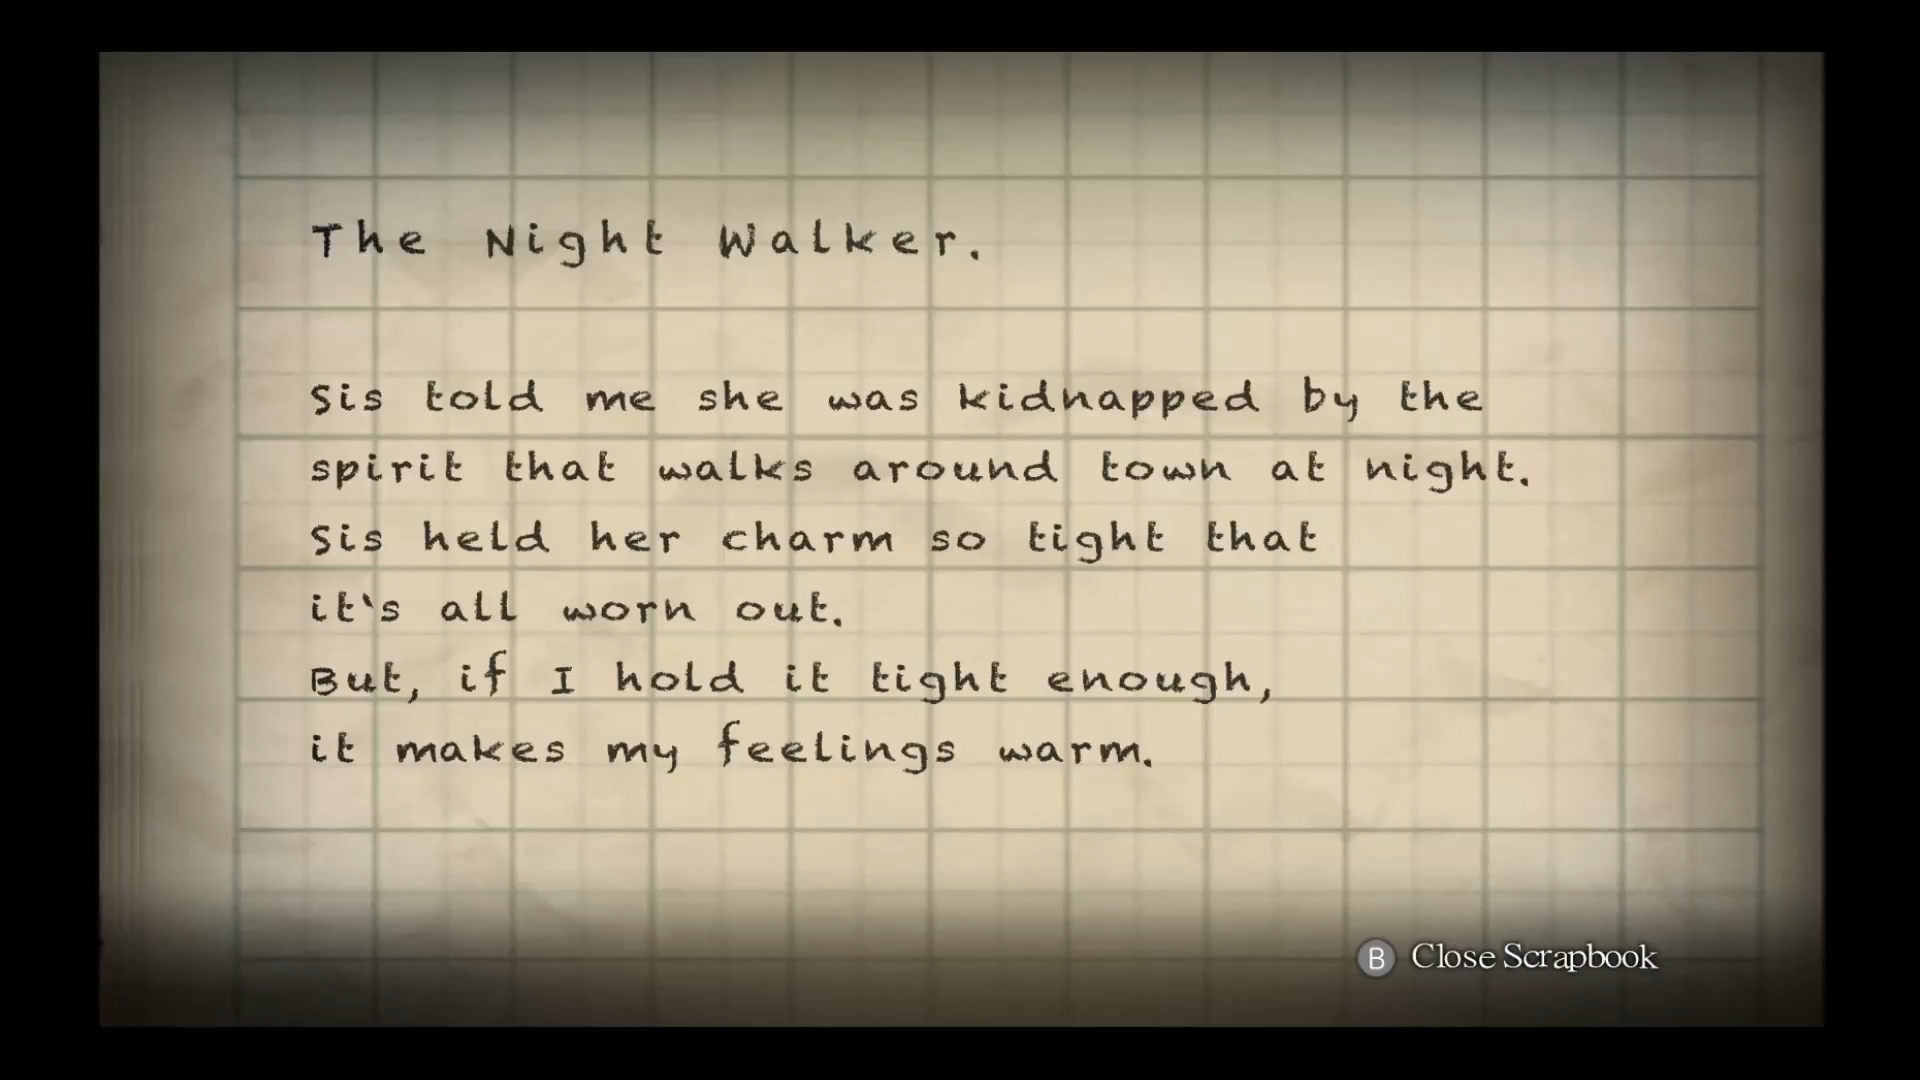 The Night Walker.
Sis told me she was kidnapped by the
spirit that walks around town at night.
Sis held her charm so tight that
it's all worn out.
But, if I hold it tight enough,
it makes my feelings warm.
B Close Scrapbook